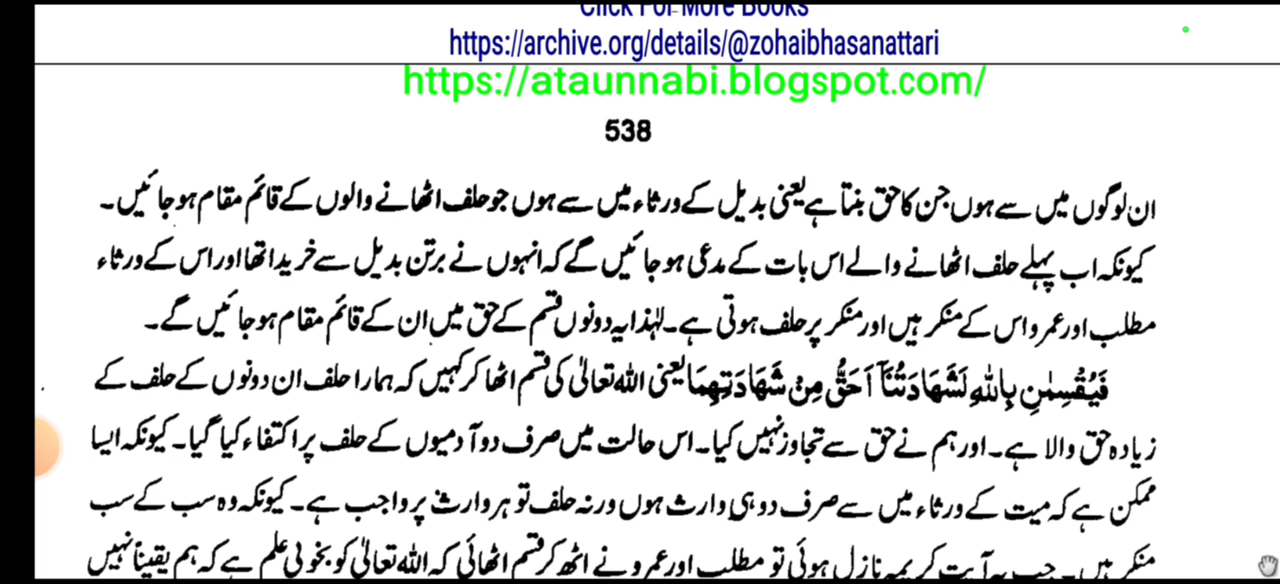 Click For More Books
https://archive.org/details/@zohaibhasanattari
https://ataunnabi.blogspot.com/
538
ان لوگوں میں سے ہوں جن کا حق بنتا ہے یعنی بدیل کے ورثاء میں سے ہوں جو حلف اٹھانے والوں کے قائم مقام ہو جائیں۔
کیونکہ اب پہلے حلف اٹھانے والے اس بات کے مدعی ہو جائیں گے کہ انہوں نے برتن بدیل سے خریدا تھا اور اس کے ورثاء
مطلب اور عمرو اس کے منکر ہیں اور منکر پر حلف ہوتی ہے۔ لہٰذا یہ دونوں قسم کے حق میں ان کے قائم مقام ہو جائیں گے۔
فَیُقْسِمٰنِ بِاللّٰهِ لَشَهَادَتُنَاۤ اَحَقُّ مِنْ شَهَادَتِهِمَا یعنی اللہ تعالیٰ کی قسم اٹھا کر کہیں کہ ہمارا حلف ان دونوں کے حلف کے
زیادہ حق والا ہے۔ اور ہم نے حق سے تجاوز نہیں کیا۔ اس حالت میں صرف دو آدمیوں کے حلف پر اکتفاء کیا گیا۔ کیونکہ ایسا
ممکن ہے کہ میت کے ورثاء میں سے صرف دو ہی وارث ہوں ورنہ حلف تو ہر وارث پر واجب ہے۔ کیونکہ وہ سب کے سب
منکر ہیں۔ جب یہ آیت کریمہ نازل ہوئی تو مطلب اور عمرو نے اٹھ کر قسم اٹھائی کہ اللہ تعالیٰ کو بخوبی علم ہے کہ ہم یقیناً نہیں